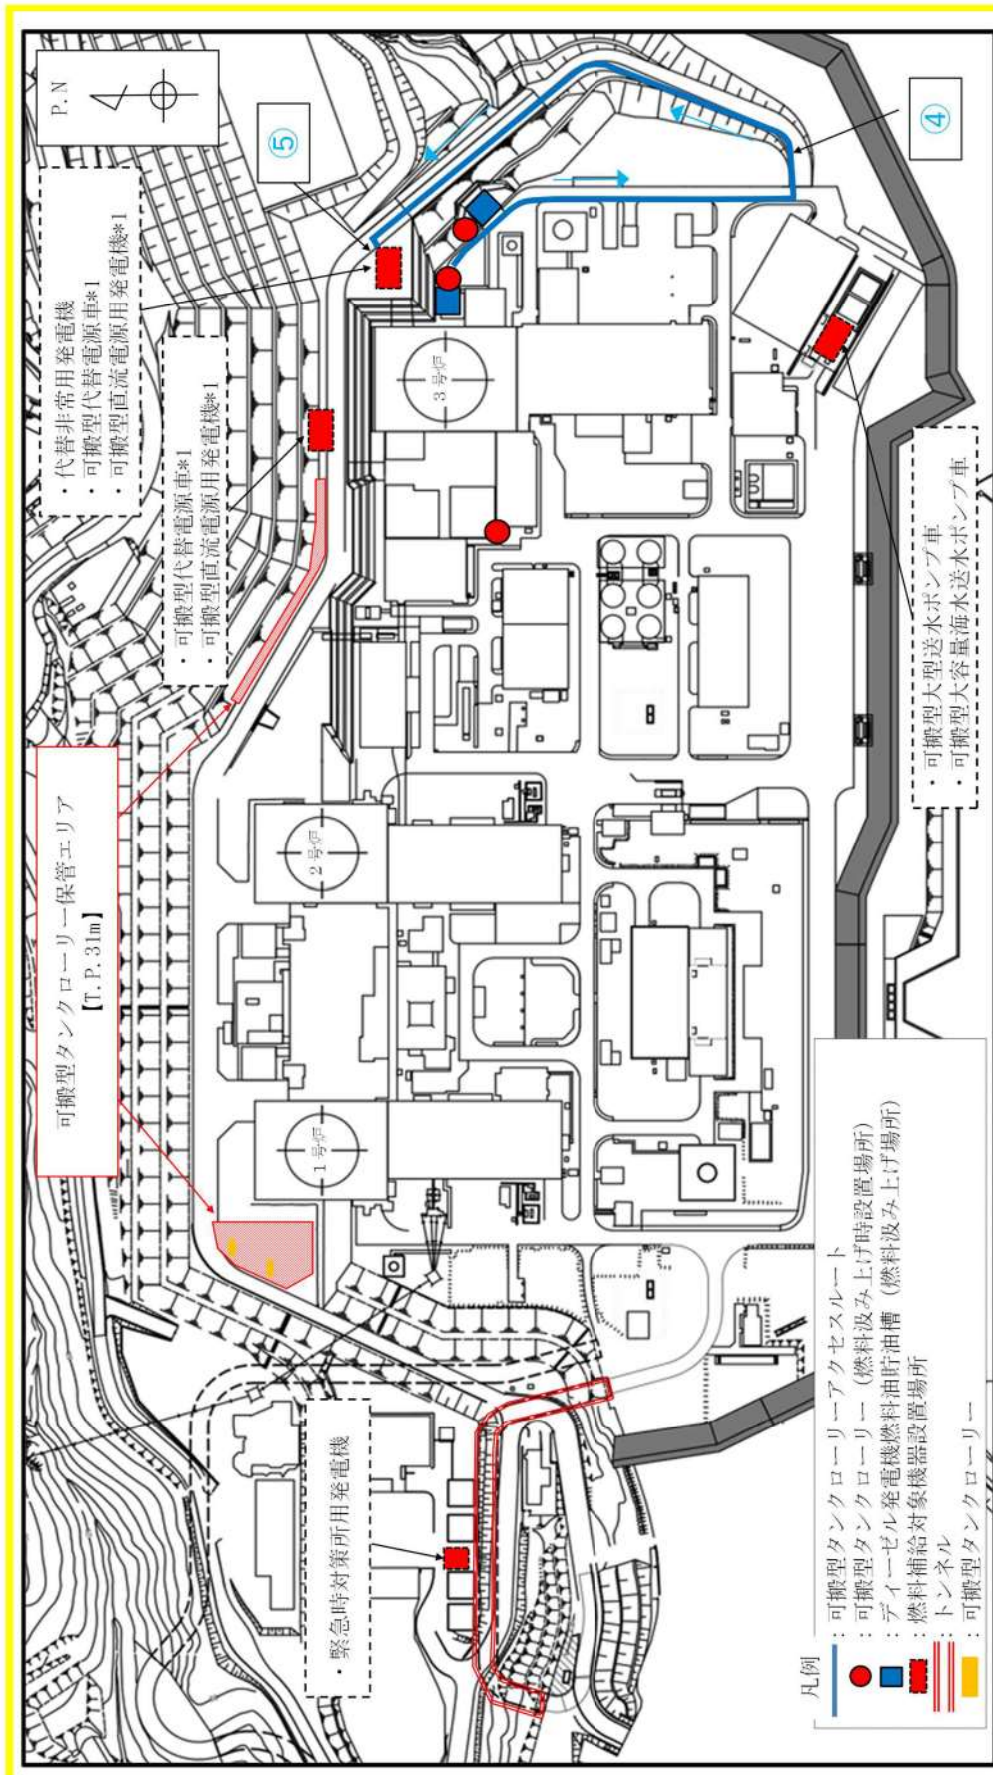 P.N
・代替非常用発電機
・可搬型代替電源車*1
・可搬型直流電源用発電機*1
・可搬型代替電源車*1
・可搬型直流電源用発電機*1
⑤
④
可搬型タンクローリー保管エリア
【T.P.31m】
3号炉
2号炉
1号炉
・緊急時対策所用発電機
・可搬型大型送水ポンプ車
・可搬型大容量海水送水ポンプ車
凡例
：可搬型タンクローリーアクセスルート
：可搬型タンクローリー（燃料汲み上げ時設置場所）
：ディーゼル発電機燃料油貯油槽（燃料汲み上げ場所）
：燃料補給対象機器設置場所
：トンネル
：可搬型タンクローリー